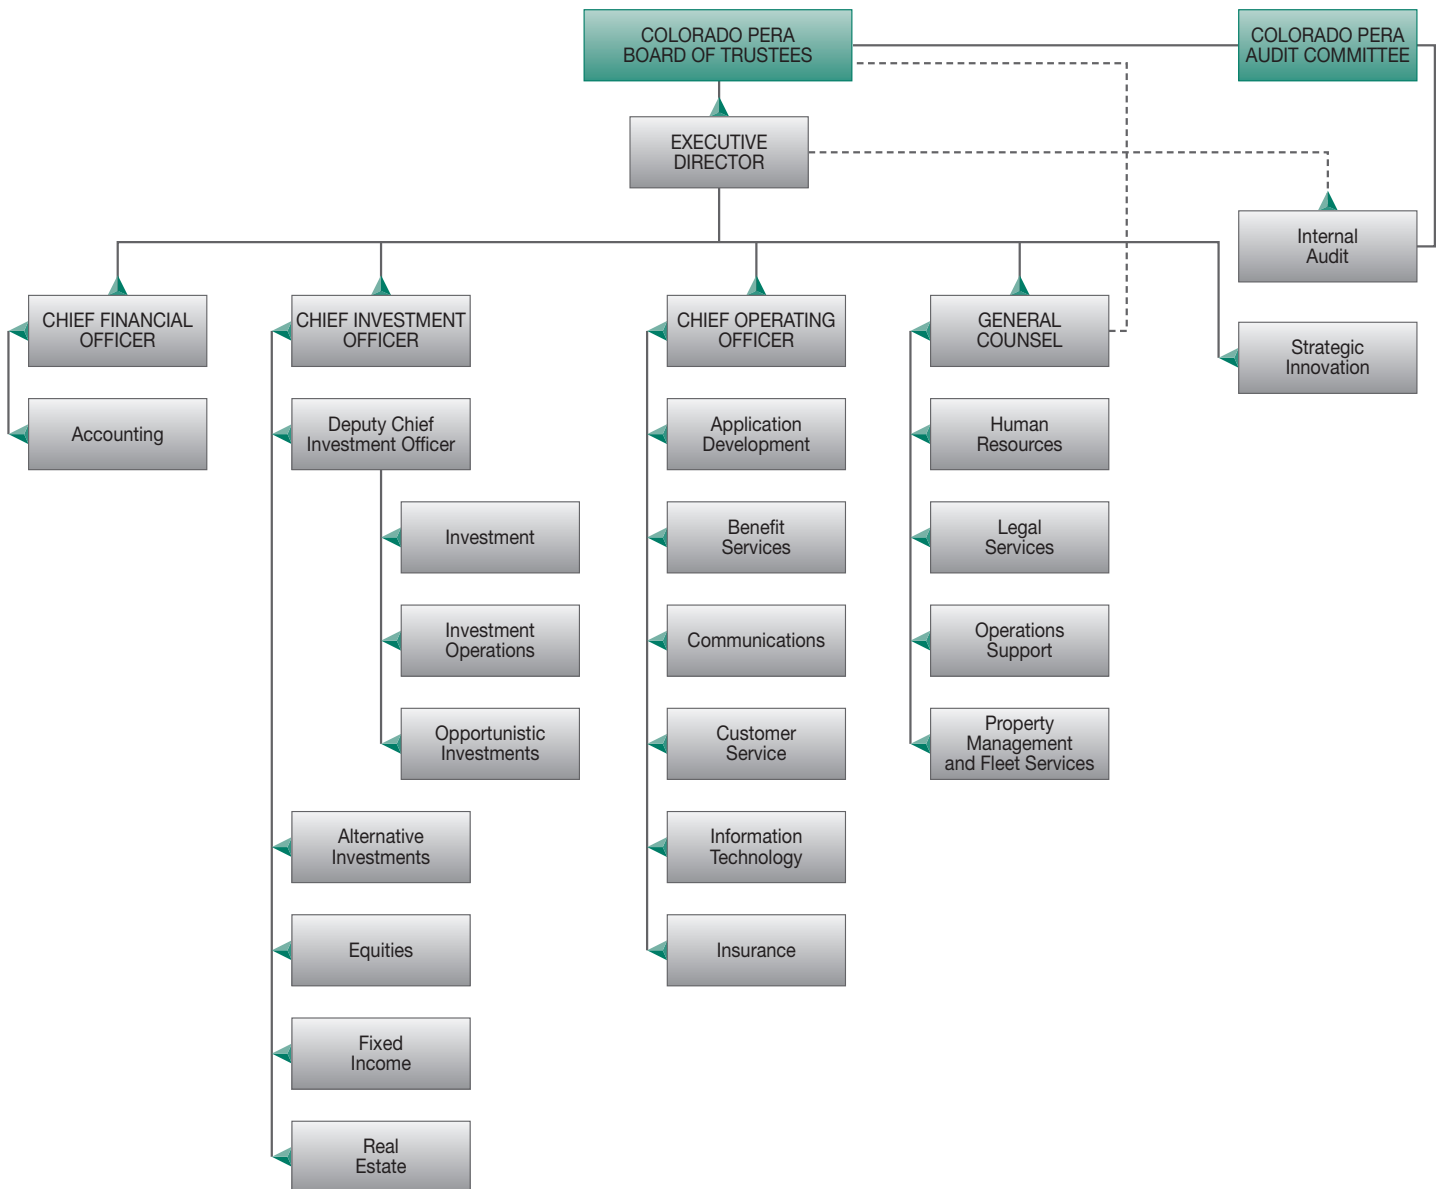 COLORADO PERA
BOARD OF TRUSTEES
COLORADO PERA
AUDIT COMMITTEE
EXECUTIVE
DIRECTOR
Internal
Audit
CHIEF FINANCIAL
OFFICER
CHIEF INVESTMENT
OFFICER
CHIEF OPERATING
OFFICER
GENERAL
COUNSEL
Strategic
Innovation
Accounting
Deputy Chief
Investment Officer
Application
Development
Human
Resources
Investment
Benefit
Services
Legal
Services
Investment
Operations
Communications
Operations
Support
Opportunistic
Investments
Customer
Service
Property
Management
and Fleet Services
Alternative
Investments
Information
Technology
Equities
Insurance
Fixed
Income
Real
Estate